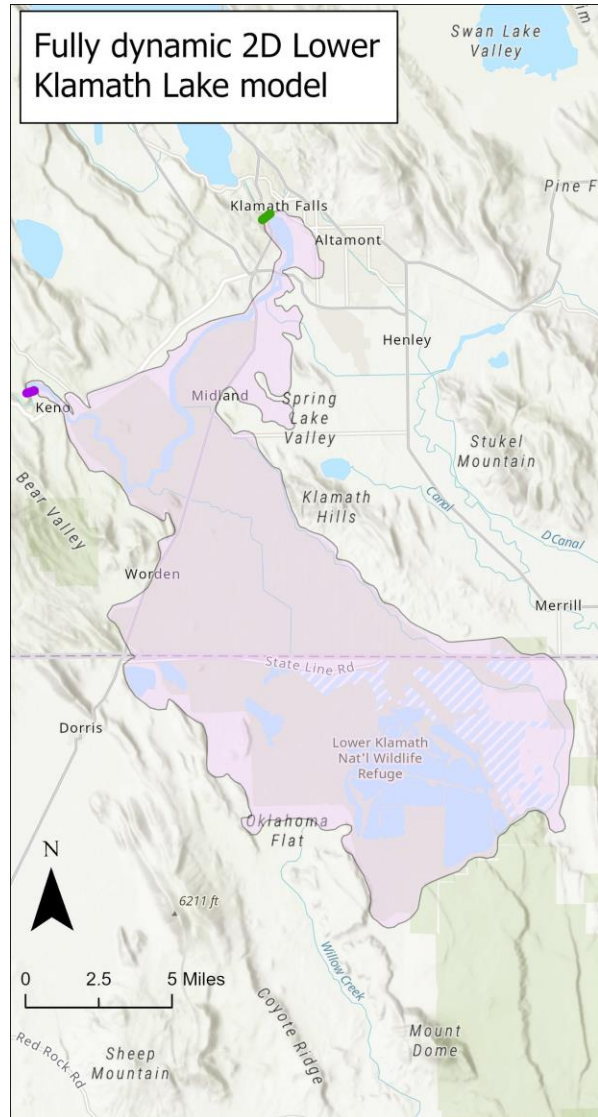 Fully dynamic 2D Lower
Klamath Lake model
Swan Lake
Valley
Klamath Falls
Altamont
Pine F
Henley
Midland
Keno
Spring
Lake
Valley
Stukel
Mountain
Bear Valley
Klamath
Hills
Canal
D Canal
Worden
Merrill
State Line Rd
Dorris
Lower Klamath
Nat'l Wildlife
Refuge
Oklahoma
Flat
N
6211 ft
0 2.5 5 Miles
Willow Creek
Coyote Ridge
Mount
Dome
Red Rock Rd
Sheep
Mountain